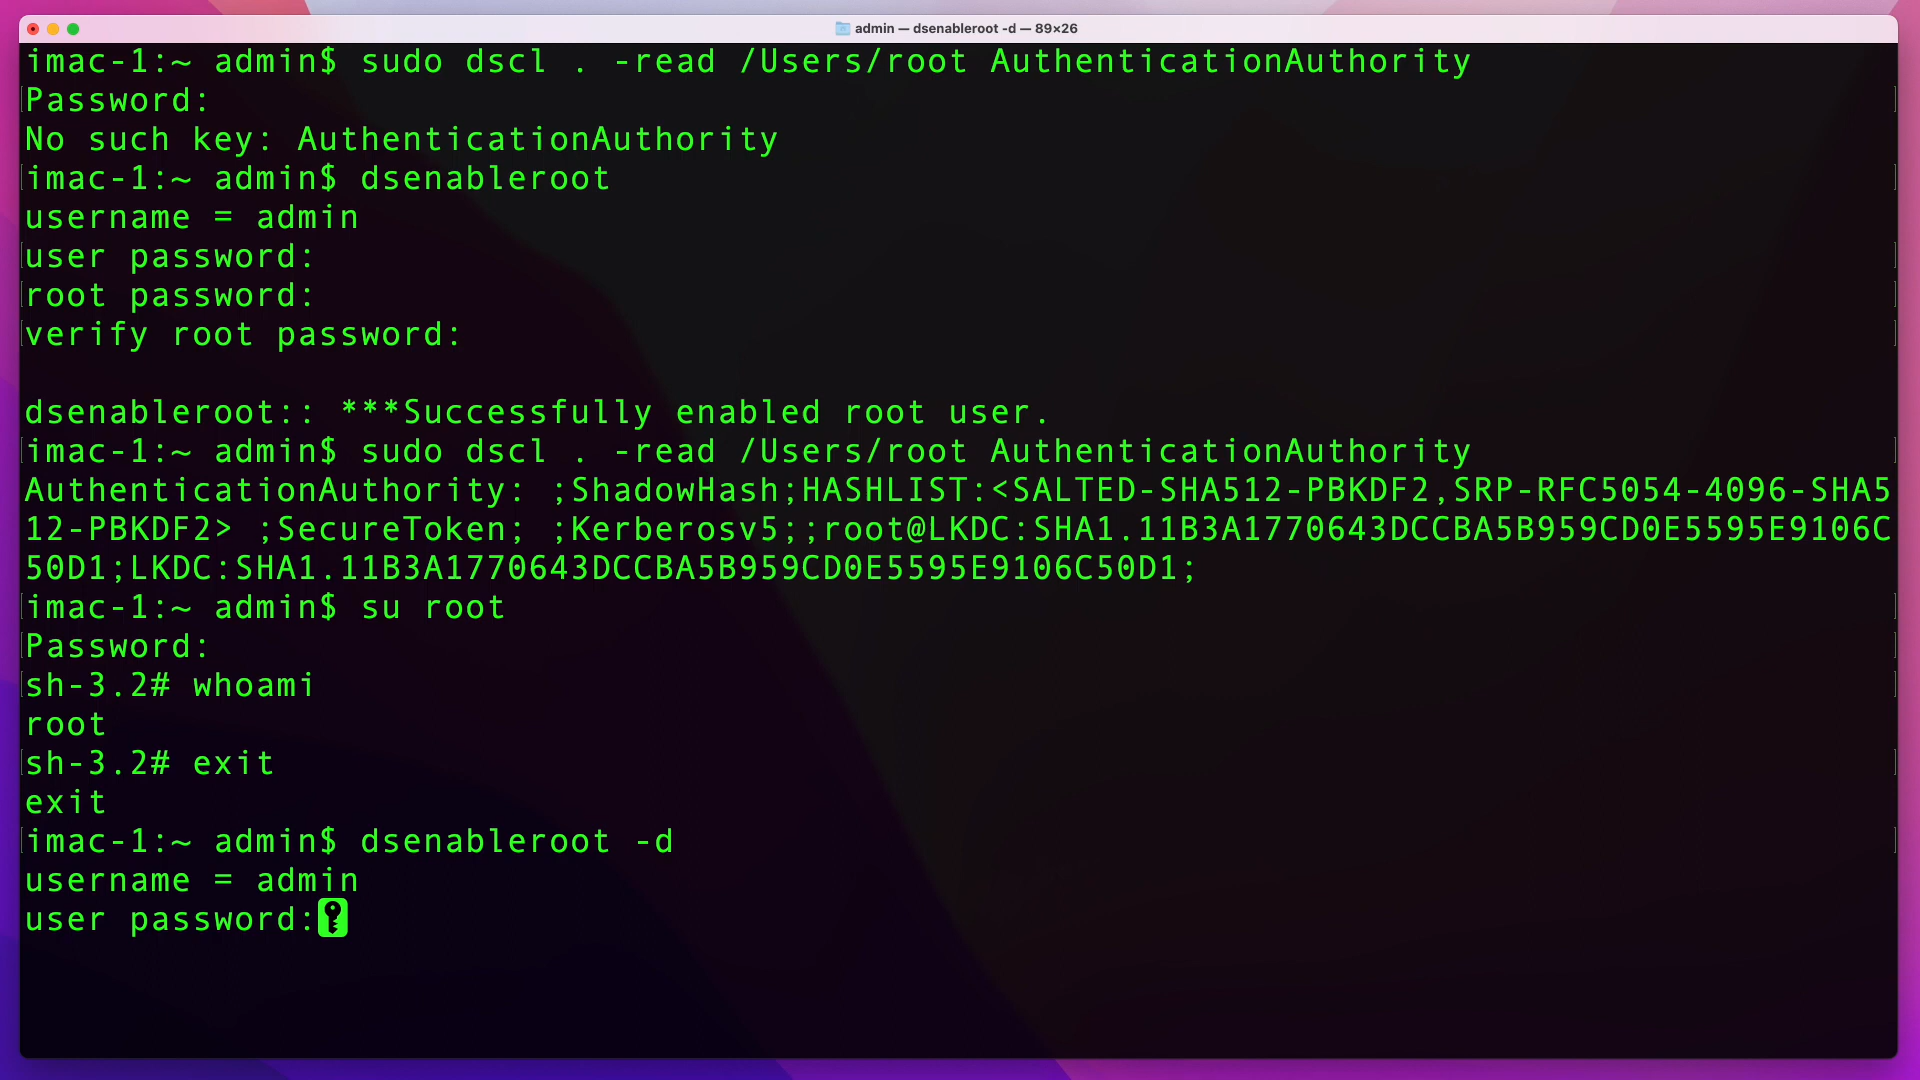 admin — dsenableroot -d — 89×26
imac-1:~ admin$ sudo dscl . -read /Users/root AuthenticationAuthority
Password:
No such key: AuthenticationAuthority
imac-1:~ admin$ dsenableroot
username = admin
user password:
root password:
verify root password:
dsenableroot:: ***Successfully enabled root user.
imac-1:~ admin$ sudo dscl . -read /Users/root AuthenticationAuthority
AuthenticationAuthority: ;ShadowHash;HASHLIST:<SALTED-SHA512-PBKDF2,SRP-RFC5054-4096-SHA5
12-PBKDF2> ;SecureToken; ;Kerberosv5;;root@LKDC:SHA1.11B3A1770643DCCBA5B959CD0E5595E9106C
50D1;LKDC:SHA1.11B3A1770643DCCBA5B959CD0E5595E9106C50D1;
imac-1:~ admin$ su root
Password:
sh-3.2# whoami
root
sh-3.2# exit
exit
imac-1:~ admin$ dsenableroot -d
username = admin
user password: